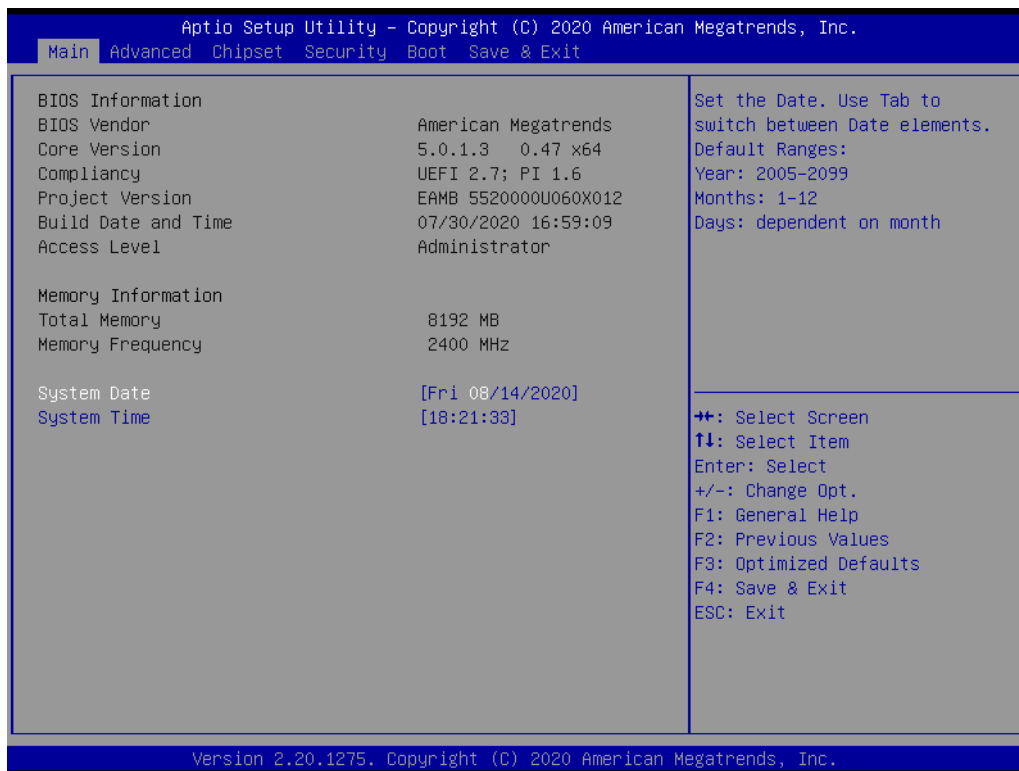 Aptio Setup Utility – Copyright (C) 2020 American Megatrends, Inc.
Main Advanced Chipset Security Boot Save & Exit
BIOS Information
BIOS Vendor American Megatrends
Core Version 5.0.1.3 0.47 x64
Compliancy UEFI 2.7; PI 1.6
Project Version EAMB 5520000U060X012
Build Date and Time 07/30/2020 16:59:09
Access Level Administrator
Memory Information
Total Memory 8192 MB
Memory Frequency 2400 MHz
System Date [Fri 08/14/2020]
System Time [18:21:33]
Set the Date. Use Tab to
switch between Date elements.
Default Ranges:
Year: 2005-2099
Months: 1-12
Days: dependent on month
→←: Select Screen
↑↓: Select Item
Enter: Select
+/-: Change Opt.
F1: General Help
F2: Previous Values
F3: Optimized Defaults
F4: Save & Exit
ESC: Exit
Version 2.20.1275. Copyright (C) 2020 American Megatrends, Inc.